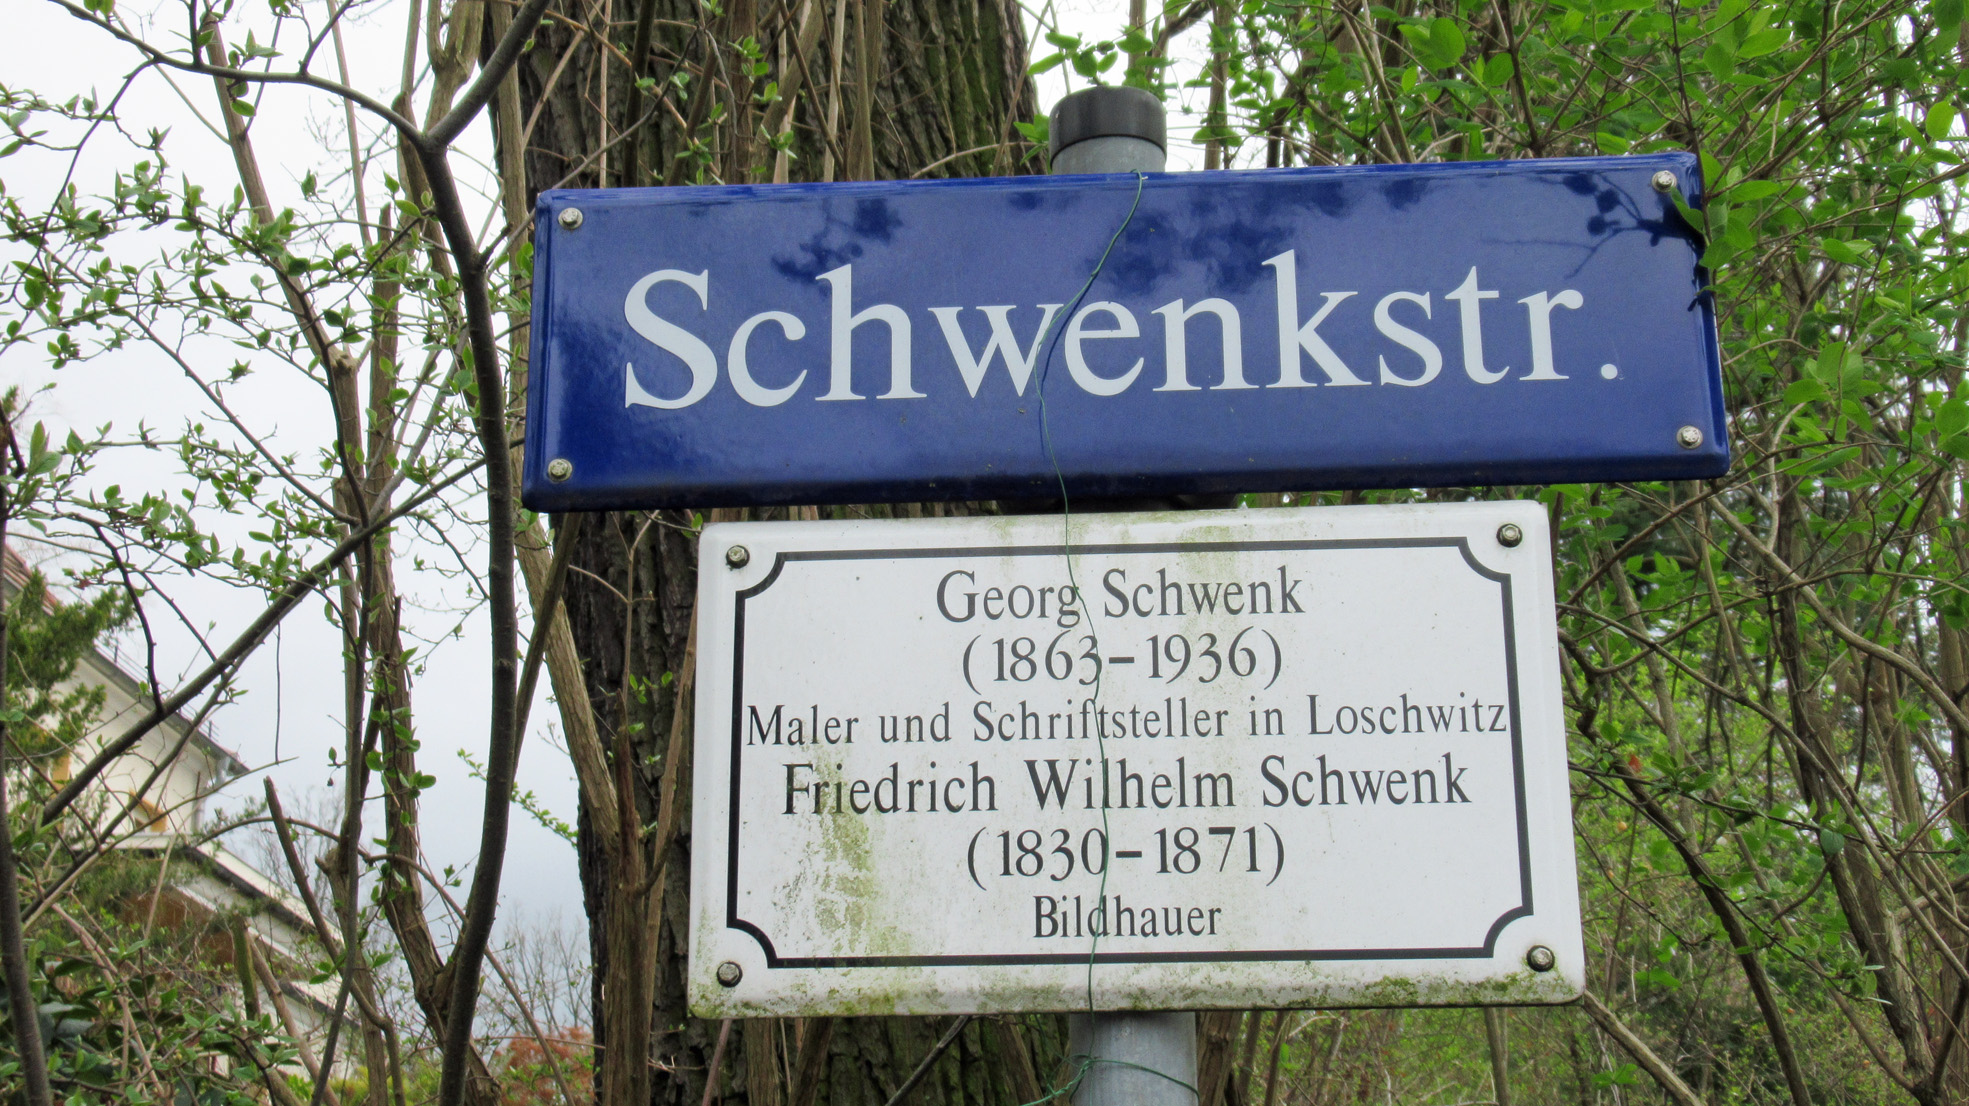 Schwenkstr.
Georg Schwenk
(1863–1936)
Maler und Schriftsteller in Loschwitz
Friedrich Wilhelm Schwenk
(1830–1871)
Bildhauer